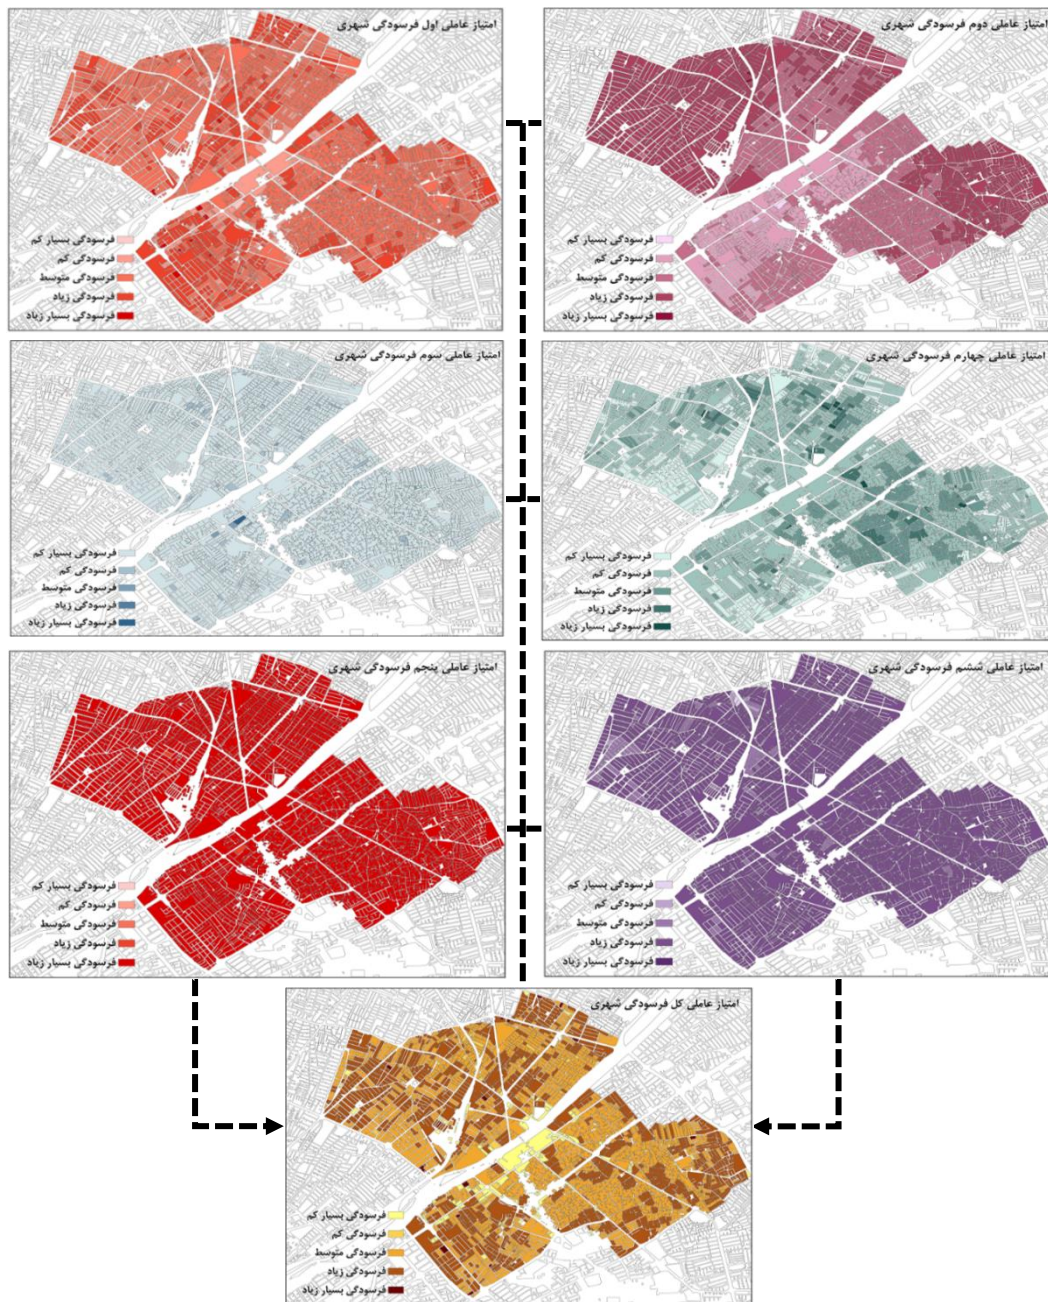 امتیاز عاملی اول فرسودگی شهری
فرسودگی بسیار کم
فرسودگی کم
فرسودگی متوسط
فرسودگی زیاد
فرسودگی بسیار زیاد
امتیاز عاملی دوم فرسودگی شهری
فرسودگی بسیار کم
فرسودگی کم
فرسودگی متوسط
فرسودگی زیاد
فرسودگی بسیار زیاد
امتیاز عاملی سوم فرسودگی شهری
فرسودگی بسیار کم
فرسودگی کم
فرسودگی متوسط
فرسودگی زیاد
فرسودگی بسیار زیاد
امتیاز عاملی چهارم فرسودگی شهری
فرسودگی بسیار کم
فرسودگی کم
فرسودگی متوسط
فرسودگی زیاد
فرسودگی بسیار زیاد
امتیاز عاملی پنجم فرسودگی شهری
فرسودگی بسیار کم
فرسودگی کم
فرسودگی متوسط
فرسودگی زیاد
فرسودگی بسیار زیاد
امتیاز عاملی ششم فرسودگی شهری
فرسودگی بسیار کم
فرسودگی کم
فرسودگی متوسط
فرسودگی زیاد
فرسودگی بسیار زیاد
امتیاز عاملی کل فرسودگی شهری
فرسودگی بسیار کم
فرسودگی کم
فرسودگی متوسط
فرسودگی زیاد
فرسودگی بسیار زیاد